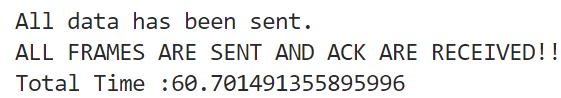 All data has been sent.
ALL FRAMES ARE SENT AND ACK ARE RECEIVED!!
Total Time :60.701491355895996